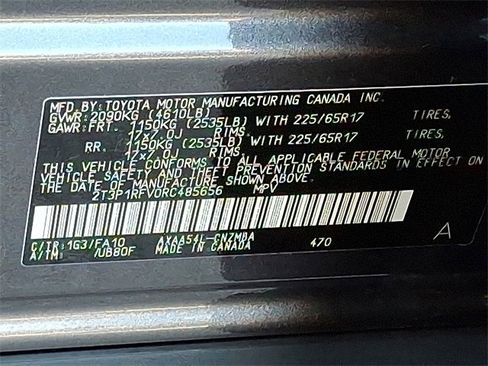 MFD.BY:TOYOTA MOTOR MANUFACTURING CANADA INC.
GVWR:2090KG (4610LB)
GAWR:FRT. 1150KG (2535LB) WITH 225/65R17 TIRES,
17X7.0J RIMS
RR. 1150KG (2535LB) WITH 225/65R17 TIRES,
17X7.0J RIMS
THIS VEHICLE CONFORMS TO ALL APPLICABLE FEDERAL MOTOR
VEHICLE SAFETY AND THEFT PREVENTION STANDARDS IN
EFFECT ON THE DATE OF MANUFACTURE SHOWN ABOVE.
2T3P1RFV0RC485656 MPV
C/TR:1G3/FA10 AXAA54L-CNZMBA 470 A
A/TM: /UB80F MADE IN CANADA